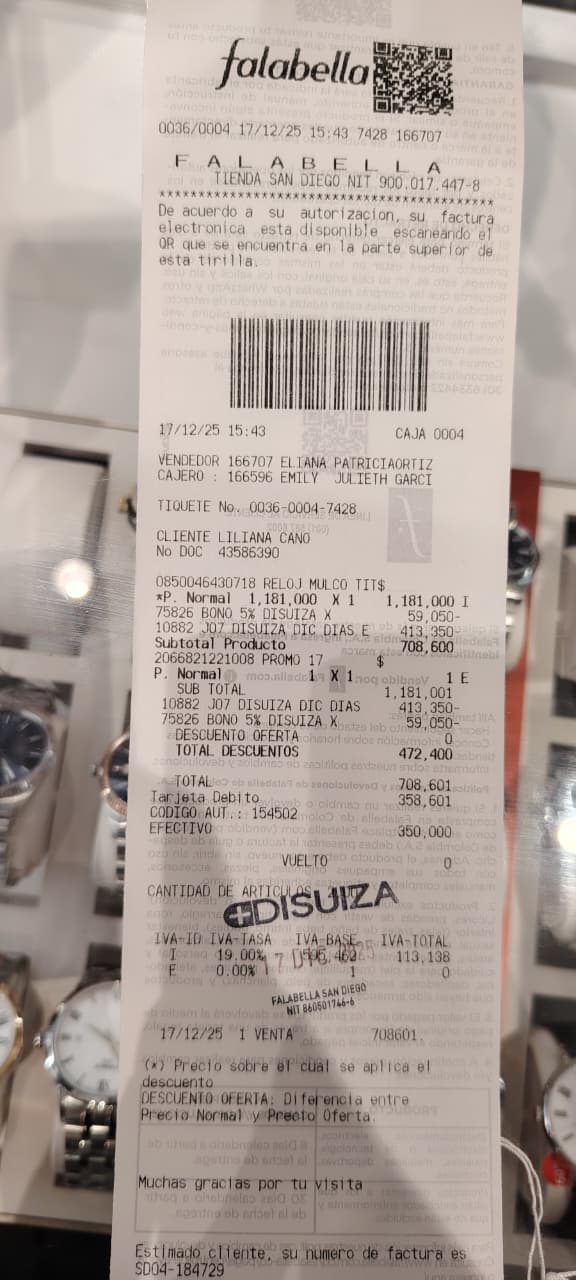 falabella
0036/0004 17/12/25 15:43 7428 166707
F A L A B E L L A
TIENDA SAN DIEGO NIT 900.017.447-8
****************************************
De acuerdo a su autorizacion, su factura
electronica esta disponible escaneando el
QR que se encuentra en la parte superior de
esta tirilla.
17/12/25 15:43 CAJA 0004
VENDEDOR 166707 ELIANA PATRICIAORTIZ
CAJERO : 166596 EMILY JULIETH GARCI
TIQUETE No. 0036-0004-7428
CLIENTE LILIANA CANO
No DOC 43586390
0850046430718 RELOJ MULCO TIT$
*P. Normal 1,181,000 X 1 1,181,000 I
75826 BONO 5% DISUIZA X 59,050-
10882 J07 DISUIZA DIC DIAS E 413,350-
Subtotal Producto 708,600
2066821221008 PROMO 17 $
P. Normal 1 X 1 1 E
SUB TOTAL 1,181,001
10882 J07 DISUIZA DIC DIAS 413,350-
75826 BONO 5% DISUIZA X 59,050-
DESCUENTO OFERTA 0
TOTAL DESCUENTOS 472,400
TOTAL 708,601
Tarjeta Debito 358,601
CODIGO AUT.: 154502
EFECTIVO 350,000
VUELTO 0
CANTIDAD DE ARTICULOS
DISUIZA
IVA-ID IVA-TASA IVA-BASE IVA-TOTAL
I 19.00% 595,462 113,138
E 0.00% 1 0
FALABELLA SAN DIEGO
NIT 860501746-6
17/12/25 1 VENTA 708601
(*) Precio sobre el cual se aplica el
descuento
DESCUENTO OFERTA: Diferencia entre
Precio Normal y Precio Oferta.
Muchas gracias por tu visita
Estimado cliente, su numero de factura es
SD04-184729